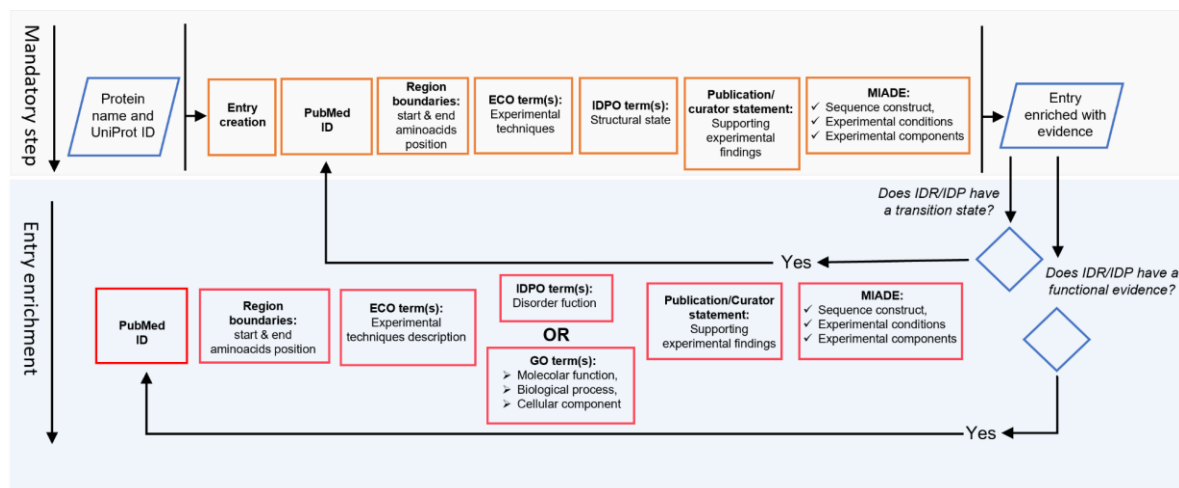 Mandatory step
Protein
name and
UniProt ID
Entry
creation
PubMed
ID
Region
boundaries:
start & end
aminoacids
position
ECO term(s):
Experimental
techniques
IDPO term(s):
Structural state
Publication/
curator statement:
Supporting
experimental
findings
MIADE:
✓ Sequence construct,
✓ Experimental conditions
✓ Experimental components
Entry
enriched with
evidence
Entry enrichment
Does IDR/IDP have
a transition state?
Yes
Does IDR/IDP have a
functional evidence?
PubMed
ID
Region
boundaries:
start & end
aminoacids position
ECO term(s):
Experimental
techniques description
IDPO term(s):
Disorder fuction
OR
GO term(s):
➢ Molecular function,
➢ Biological process,
➢ Cellular component
Publication/Curator
statement:
Supporting
experimental findings
MIADE:
✓ Sequence construct,
✓ Experimental conditions
✓ Experimental components
Yes